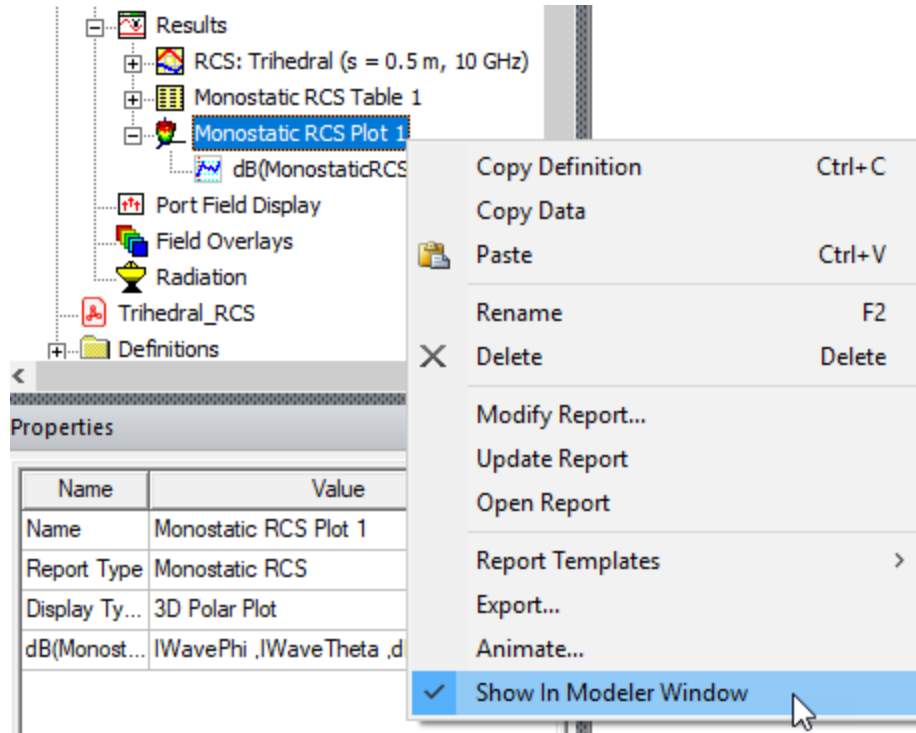 Results
RCS: Trihedral (s = 0.5 m, 10 GHz)
Monostatic RCS Table 1
Monostatic RCS Plot 1
dB(MonostaticRCS
Port Field Display
Field Overlays
Radiation
Trihedral_RCS
Definitions
Copy Definition Ctrl+C
Copy Data
Paste Ctrl+V
Rename F2
Delete Delete
Modify Report...
Update Report
Open Report
Report Templates
Export...
Animate...
Show In Modeler Window
Properties
Name Value
Name Monostatic RCS Plot 1
Report Type Monostatic RCS
Display Ty... 3D Polar Plot
dB(Monost... IWavePhi ,IWaveTheta ,d